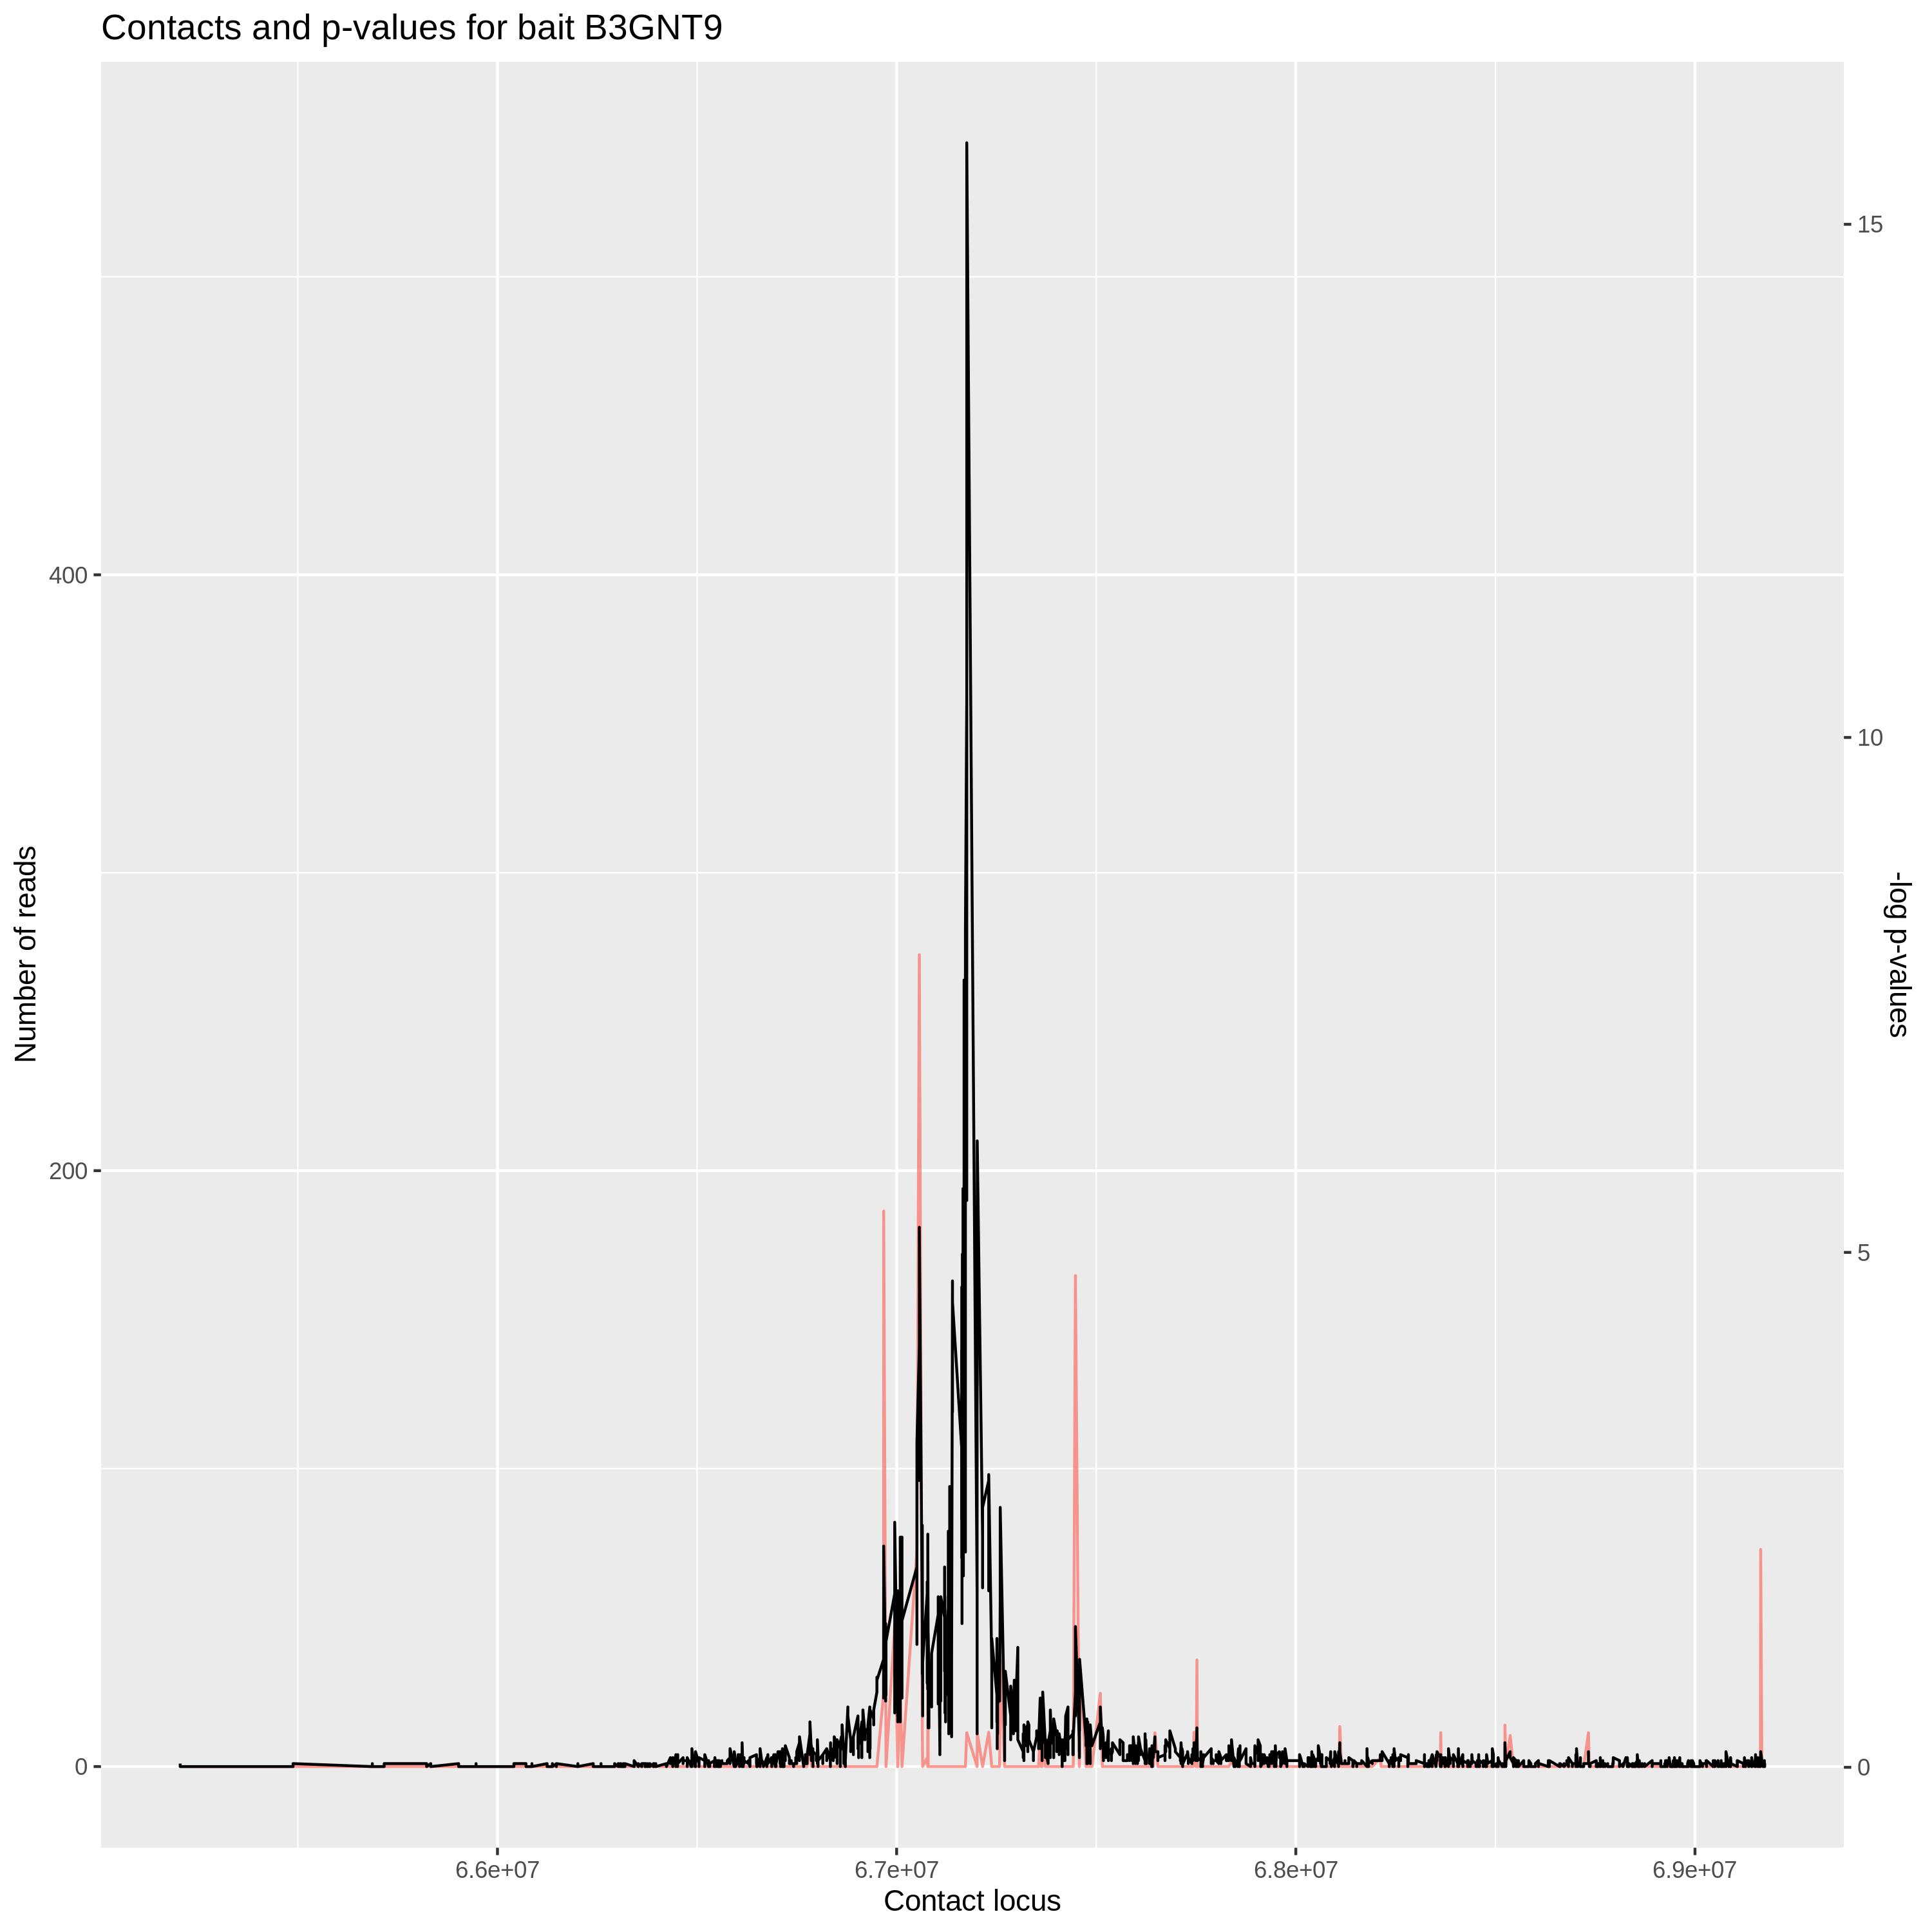 Contacts and p-values for bait B3GNT9
Number of reads
400
200
0
15
10
5
0
-log p-values
6.6e+07
6.7e+07
6.8e+07
6.9e+07
Contact locus